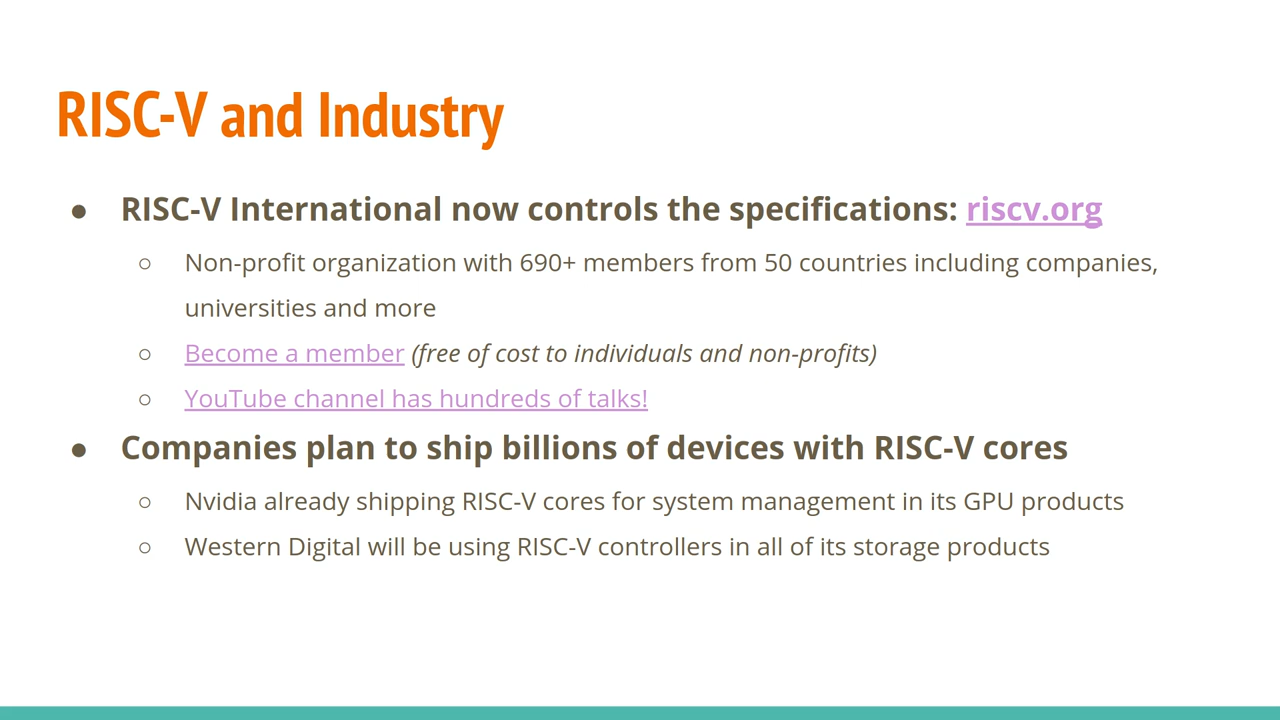 RISC-V and Industry
● RISC-V International now controls the specifications: riscv.org
○ Non-profit organization with 690+ members from 50 countries including companies,
universities and more
○ Become a member (free of cost to individuals and non-profits)
○ YouTube channel has hundreds of talks!
● Companies plan to ship billions of devices with RISC-V cores
○ Nvidia already shipping RISC-V cores for system management in its GPU products
○ Western Digital will be using RISC-V controllers in all of its storage products